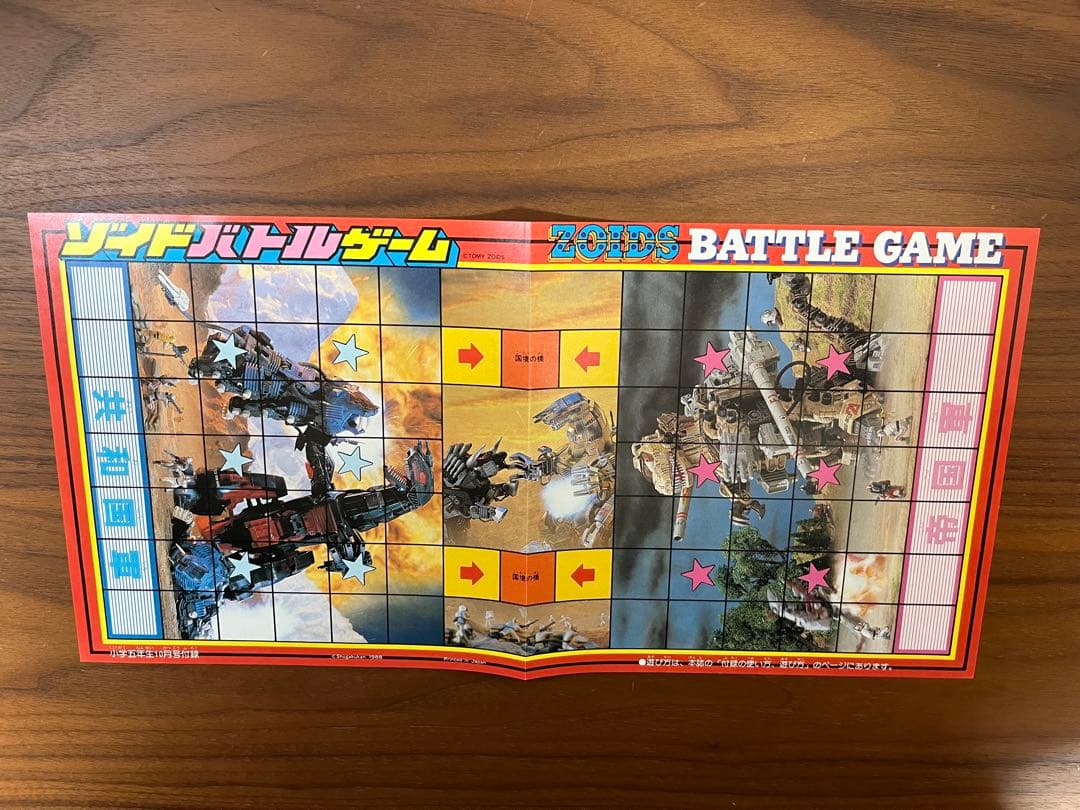 ゾイドバトルゲーム
©TOMY ZOIDS
ZOIDS BATTLE GAME
共和国軍
国境の橋
国境の橋
帝国軍
小学五年生10月号付録
©Shogakukan 1988
Printed in Japan
●遊び方は、本誌の「付録の使い方、遊び方」のページにあります。